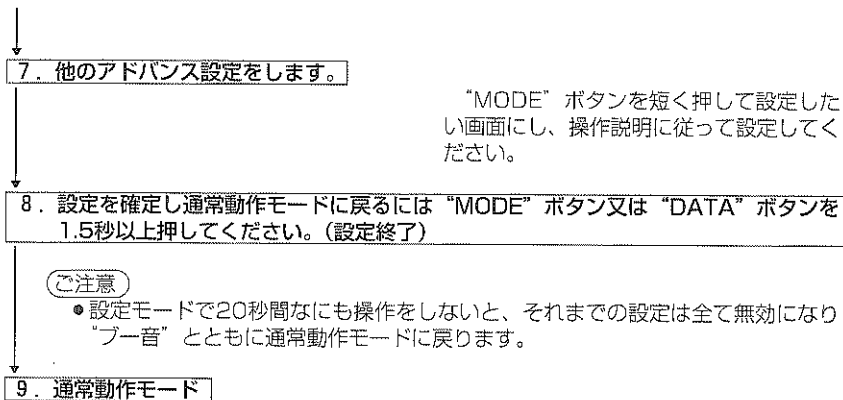 7. 他のアドバンス設定をします。
“MODE”ボタンを短く押して設定した
い画面にし、操作説明に従って設定してく
ださい。
8. 設定を確定し通常動作モードに戻るには“MODE”ボタン又は“DATA”ボタンを
1.5秒以上押してください。(設定終了)
ご注意
●設定モードで20秒間なにも操作をしないと、それまでの設定は全て無効になり
“ブー音”とともに通常動作モードに戻ります。
9. 通常動作モード